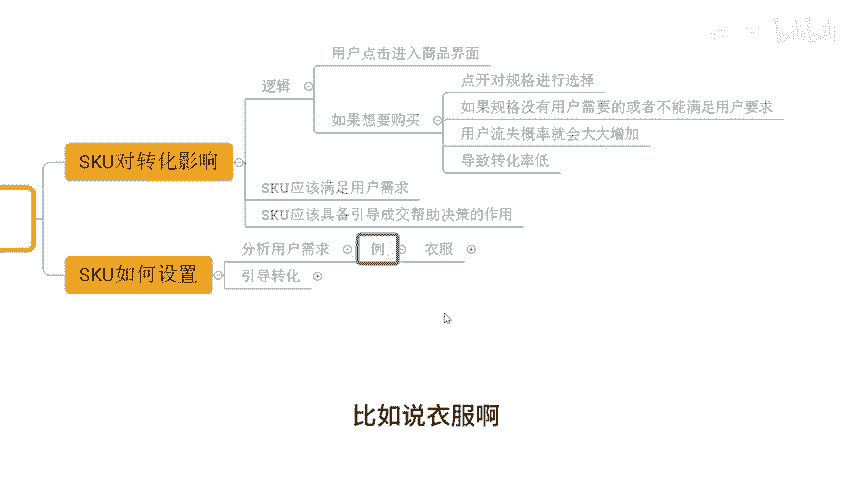 用户点击进入商品界面
逻辑
点开对规格进行选择
如果规格没有用户需要的或者不能满足用户要求
如果想要购买
用户流失概率就会大大增加
导致转化率低
SKU对转化影响
SKU应该满足用户需求
SKU应该具备引导成交帮助决策的作用
分析用户需求
例
衣服
SKU如何设置
引导转化
比如说衣服啊